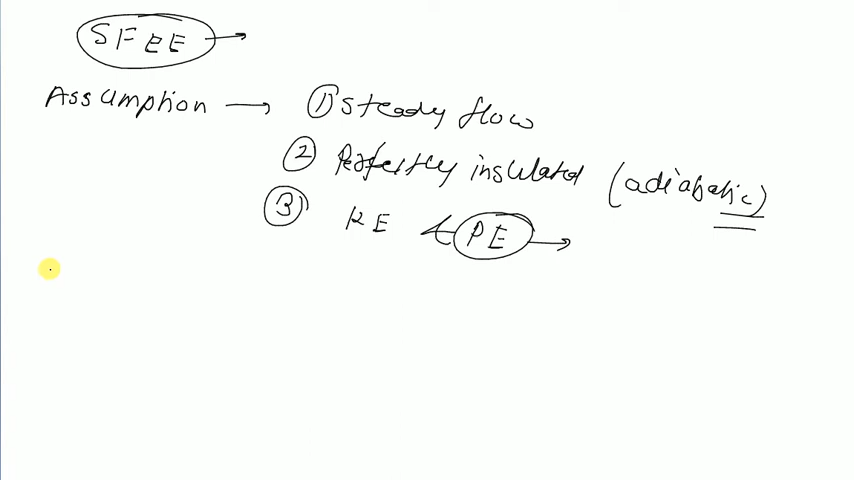 SFEE →
Assumption → ① steady flow
② Perfectly insulated (adiabatic)
③ KE & PE →